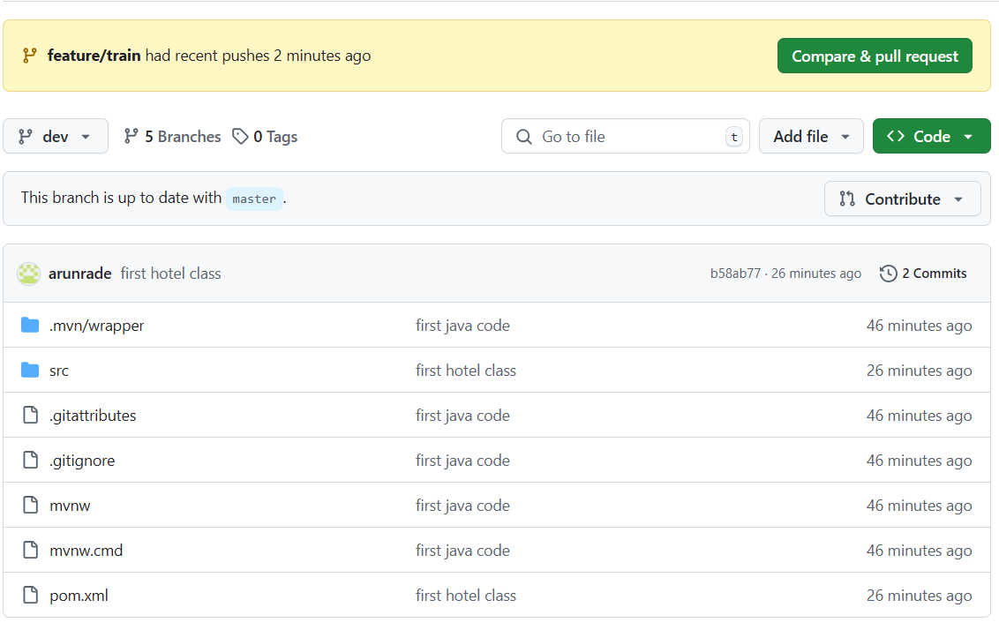 feature/train had recent pushes 2 minutes ago
Compare & pull request
dev
5 Branches
0 Tags
Go to file
t
Add file
Code
This branch is up to date with master .
Contribute
arunrade first hotel class
b58ab77 · 26 minutes ago
2 Commits
.mvn/wrapper first java code 46 minutes ago
src first hotel class 26 minutes ago
.gitattributes first java code 46 minutes ago
.gitignore first java code 46 minutes ago
mvnw first java code 46 minutes ago
mvnw.cmd first java code 46 minutes ago
pom.xml first hotel class 26 minutes ago